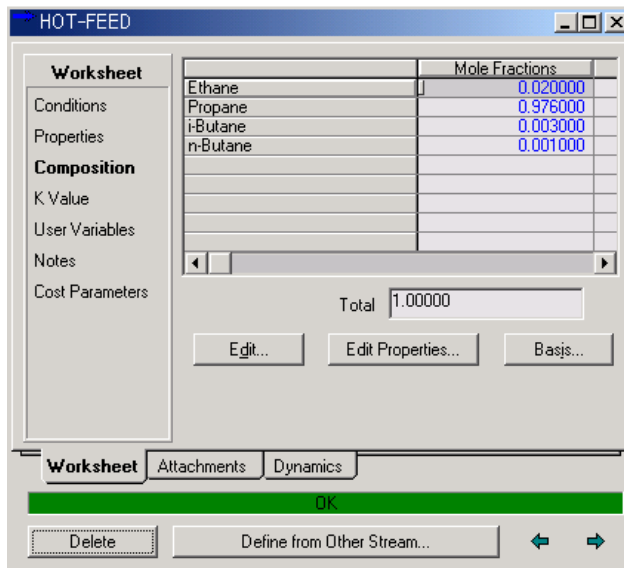 HOT-FEED
Worksheet
Conditions
Properties
Composition
K Value
User Variables
Notes
Cost Parameters
Mole Fractions
Ethane 0.020000
Propane 0.976000
i-Butane 0.003000
n-Butane 0.001000
Total 1.00000
Edit... Edit Properties... Basis...
Worksheet Attachments Dynamics
OK
Delete Define from Other Stream...